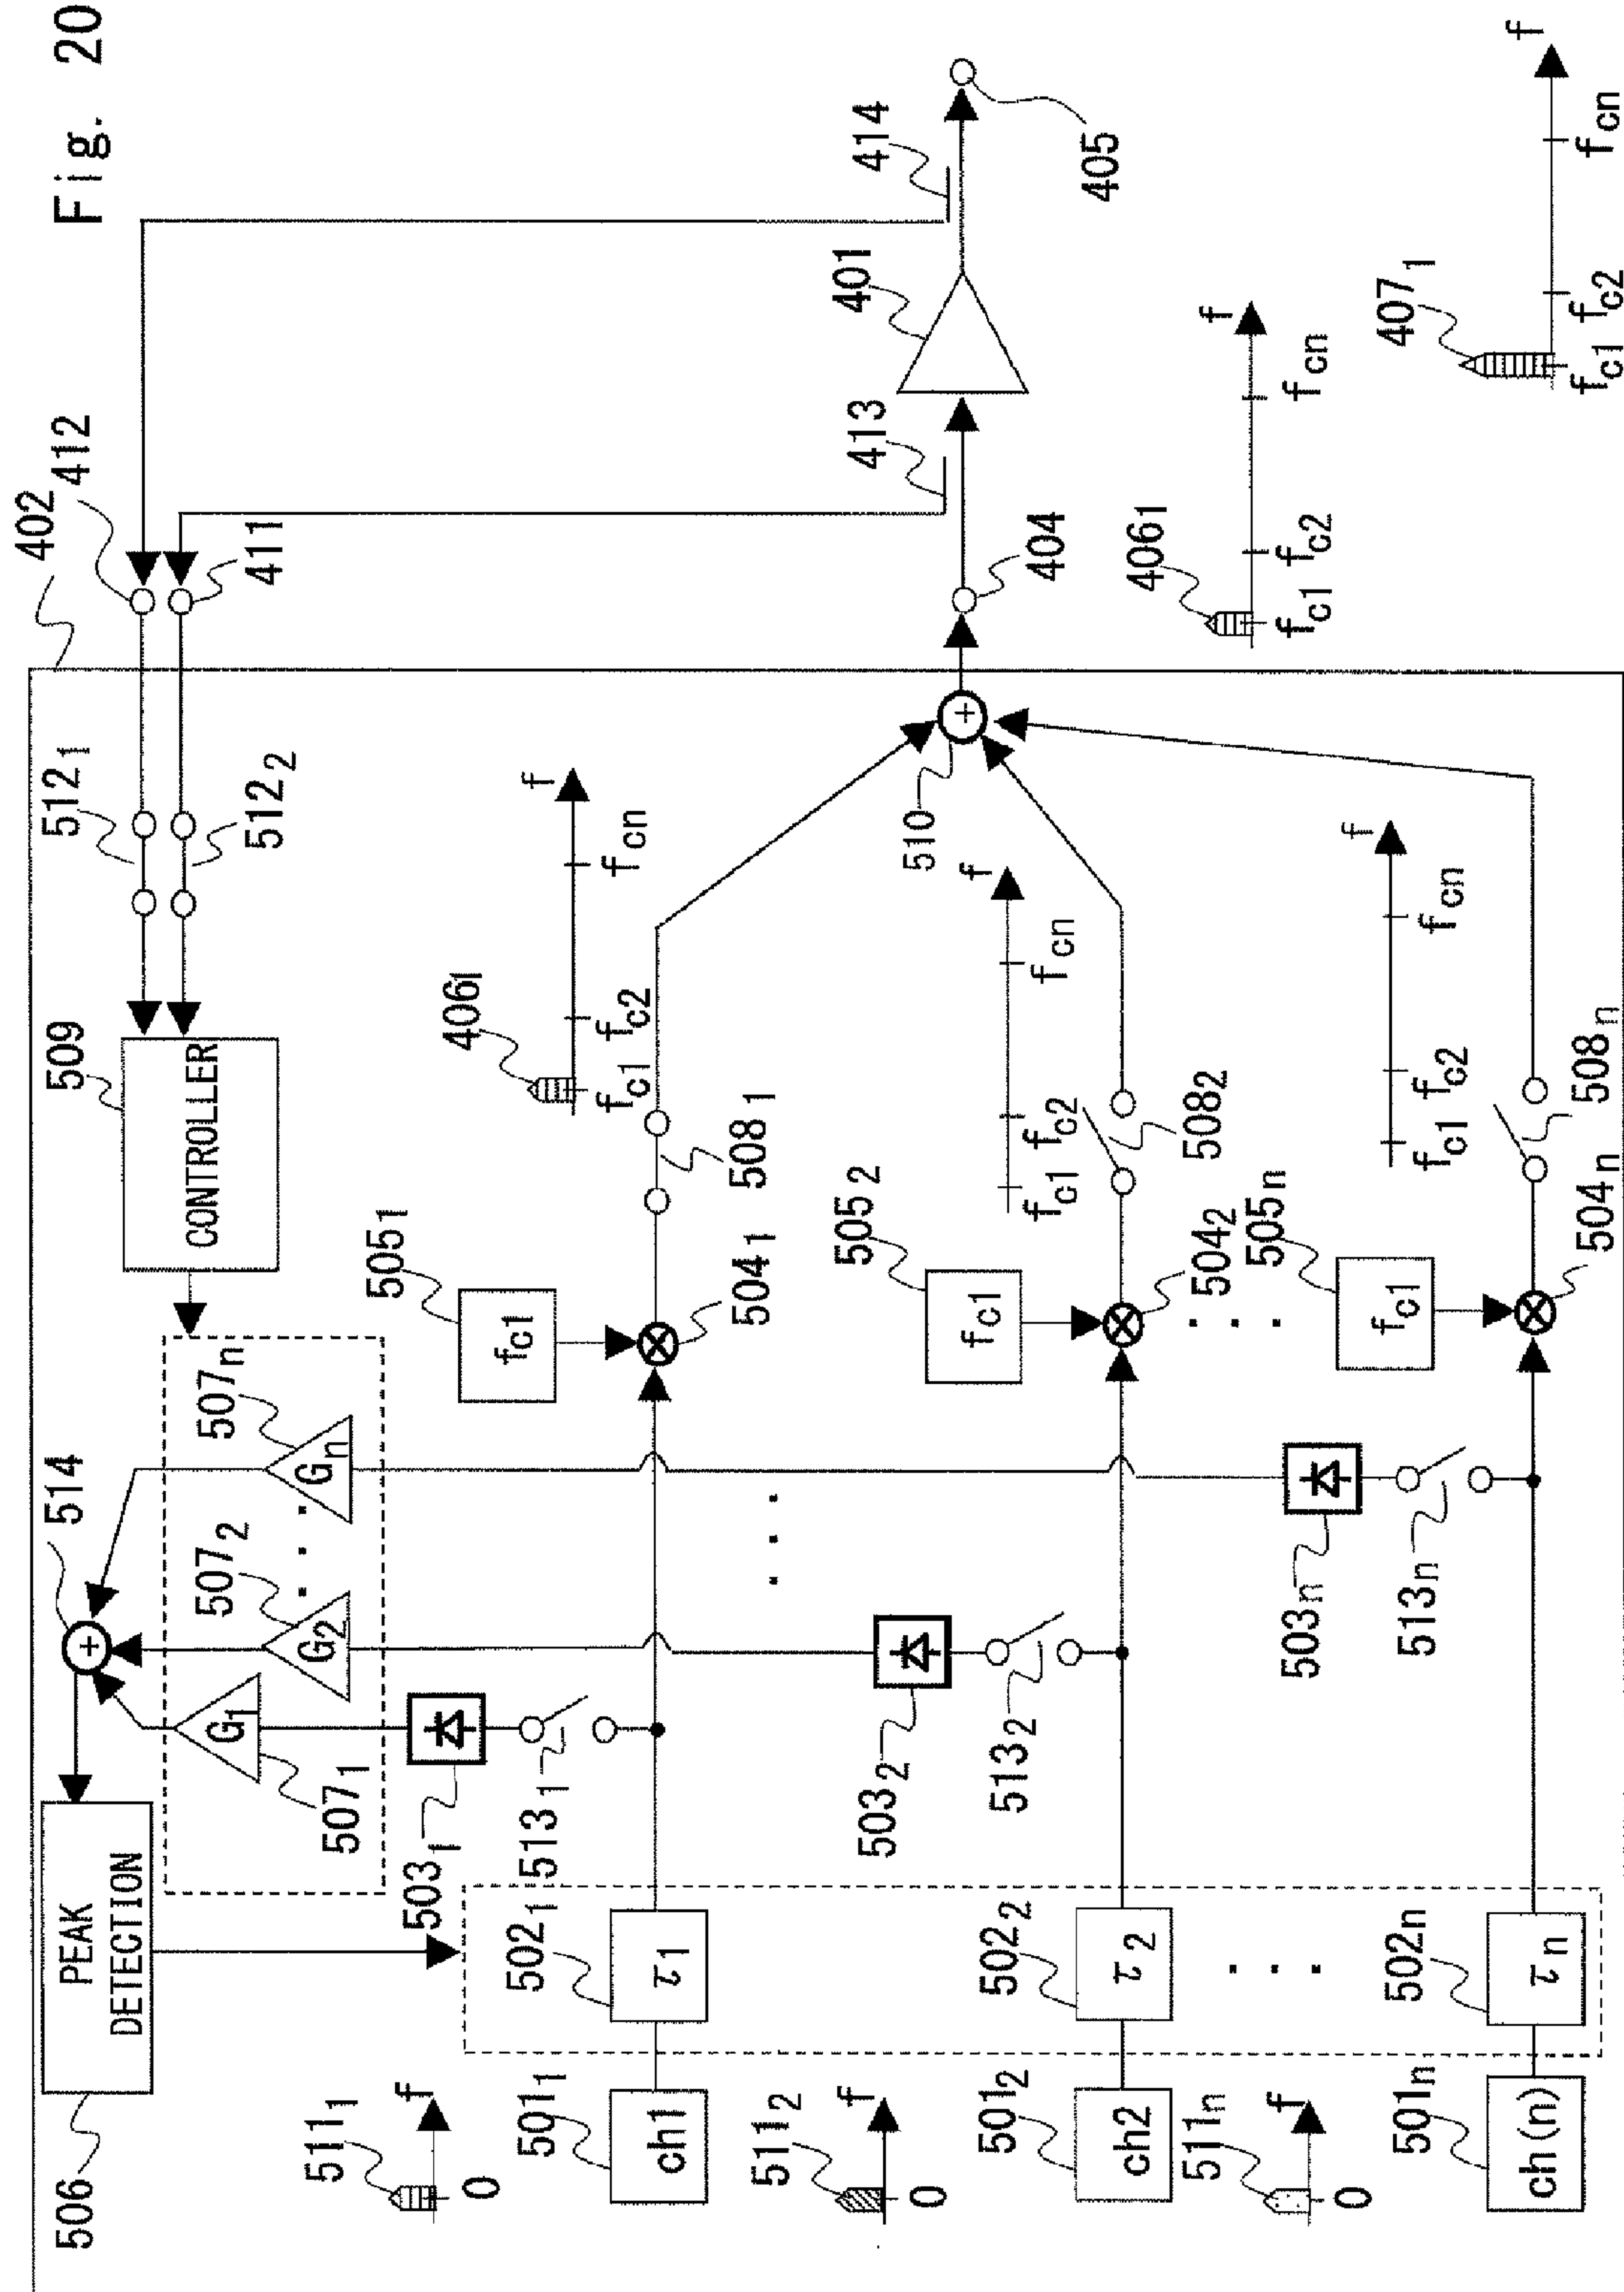 Fig. 20
402
412
411
512₁
512₂
509
CONTROLLER
514
507ₙ
Gₙ
507₂
G₂
507₁
G₁
PEAK
DETECTION
506
413
414
401
404
405
406₁
f
fc1
fc2
fcn
407₁
f
fc1
fc2
fcn
406₁
f
fc1
fc2
fcn
510
508₁
505₁
fc1
504₁
503₁
513₁
502₁
τ1
511₁
f
0
501₁
ch1
f
fc1
fc2
fcn
508₂
505₂
fc1
504₂
503₂
513₂
502₂
τ2
511₂
f
0
501₂
ch2
f
fc1
fc2
fcn
508ₙ
505ₙ
fc1
504ₙ
503ₙ
513ₙ
502ₙ
τn
511ₙ
f
0
501ₙ
ch(n)